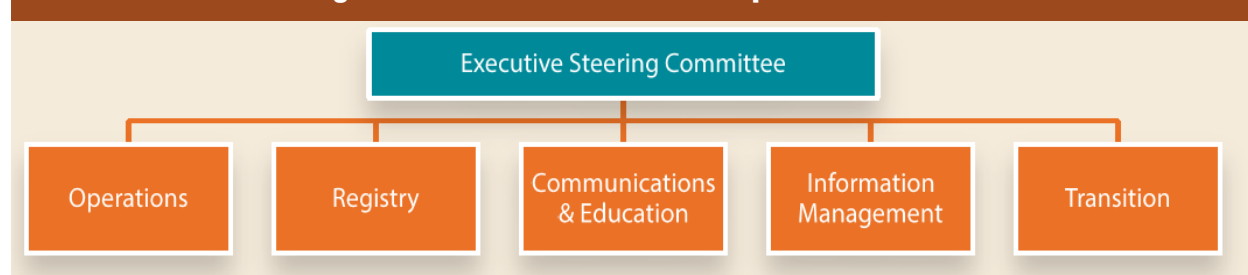 Executive Steering Committee
Operations
Registry
Communications
& Education
Information
Management
Transition